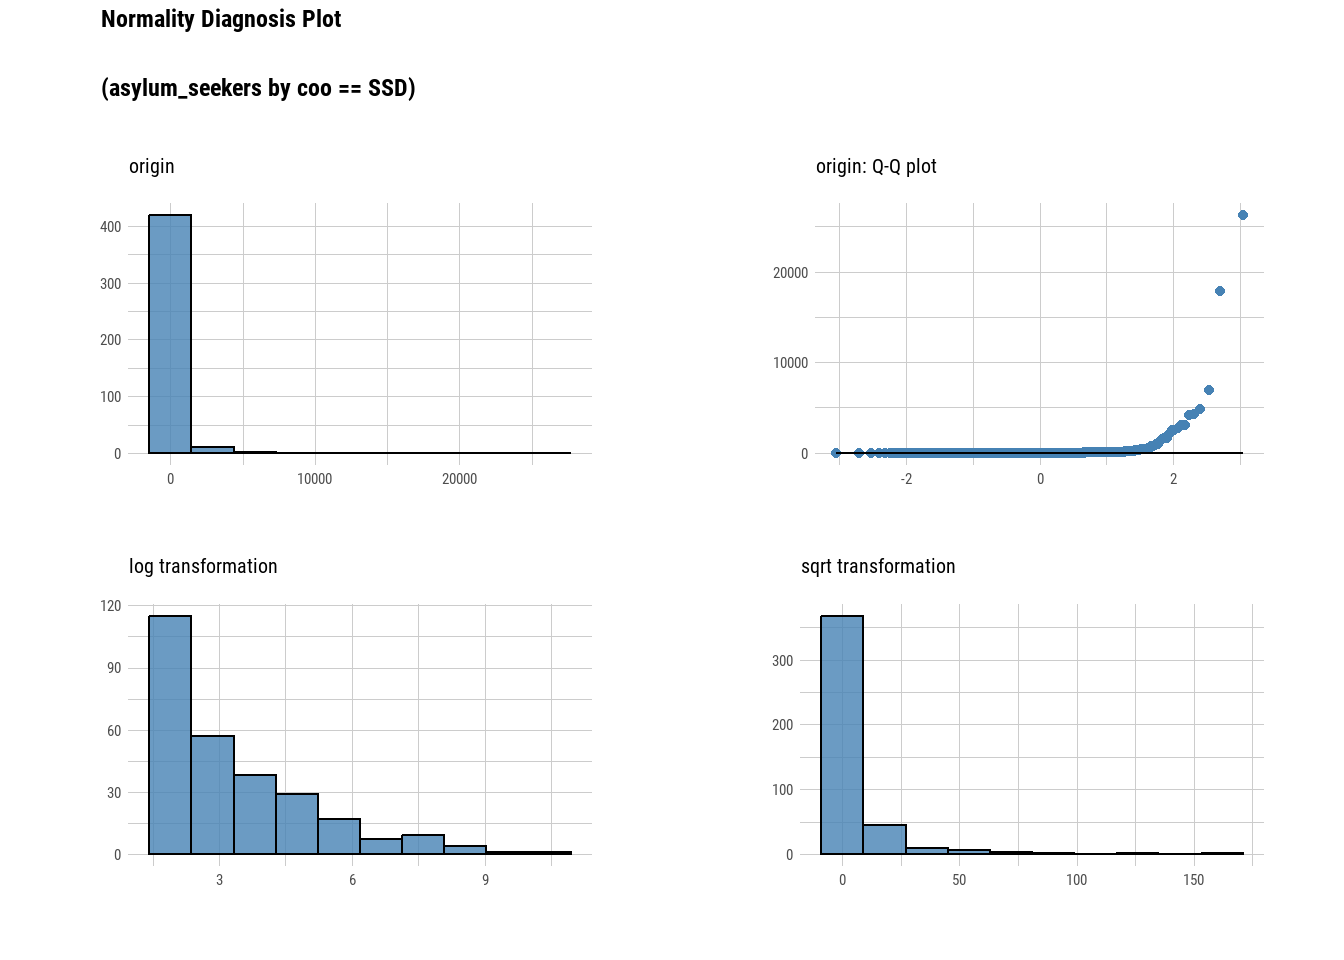 Normality Diagnosis Plot
(asylum_seekers by coo == SSD)
origin
400
300
200
100
0
0 10000 20000
origin: Q-Q plot
20000
10000
0
-2 0 2
log transformation
120
90
60
30
0
3 6 9
sqrt transformation
300
200
100
0
0 50 100 150